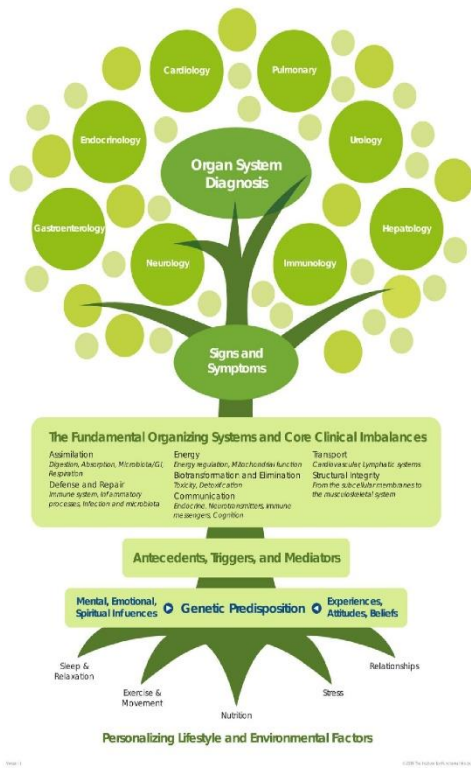 Cardiology
Pulmonary
Endocrinology
Urology
Organ System
Diagnosis
Gastroenterology
Hepatology
Neurology
Immunology
Signs and
Symptoms
The Fundamental Organizing Systems and Core Clinical Imbalances
Assimilation
Digestion, Absorption, Microbiota/GI,
Respiration
Defense and Repair
Immune system, Inflammatory
processes, Infection and microbiota
Energy
Energy regulation, Mitochondrial function
Biotransformation and Elimination
Toxicity, Detoxification
Communication
Endocrine, Neurotransmitters, Immune
messengers, Cognition
Transport
Cardiovascular, Lymphatic systems
Structural Integrity
From the subcellular membranes to
the musculoskeletal system
Antecedents, Triggers, and Mediators
Mental, Emotional,
Spiritual Influences
Genetic Predisposition
Experiences,
Attitudes, Beliefs
Sleep &
Relaxation
Exercise &
Movement
Nutrition
Stress
Relationships
Personalizing Lifestyle and Environmental Factors